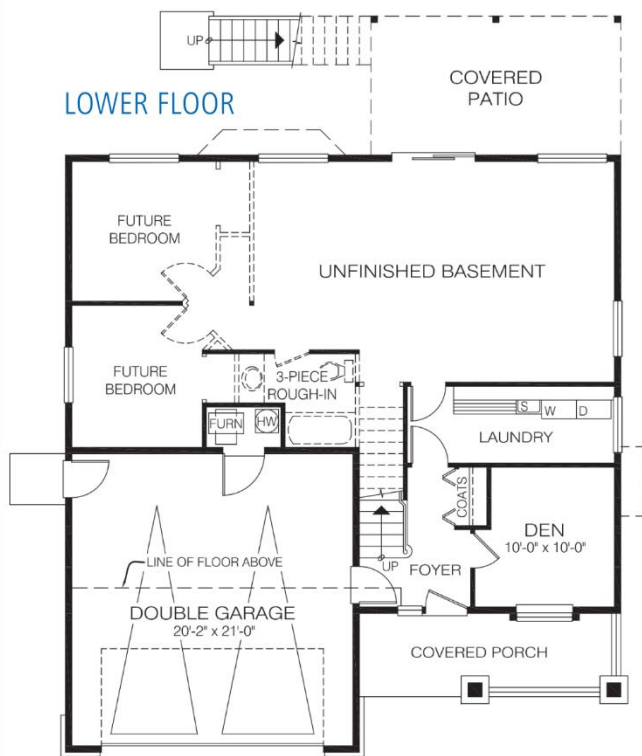 UP
COVERED
PATIO
LOWER FLOOR
FUTURE
BEDROOM
UNFINISHED BASEMENT
FUTURE
BEDROOM
3-PIECE
ROUGH-IN
FURN
HW
S
W
D
LAUNDRY
COATS
DEN
10'-0" x 10'-0"
UP
FOYER
LINE OF FLOOR ABOVE
DOUBLE GARAGE
20'-2" x 21'-0"
COVERED PORCH